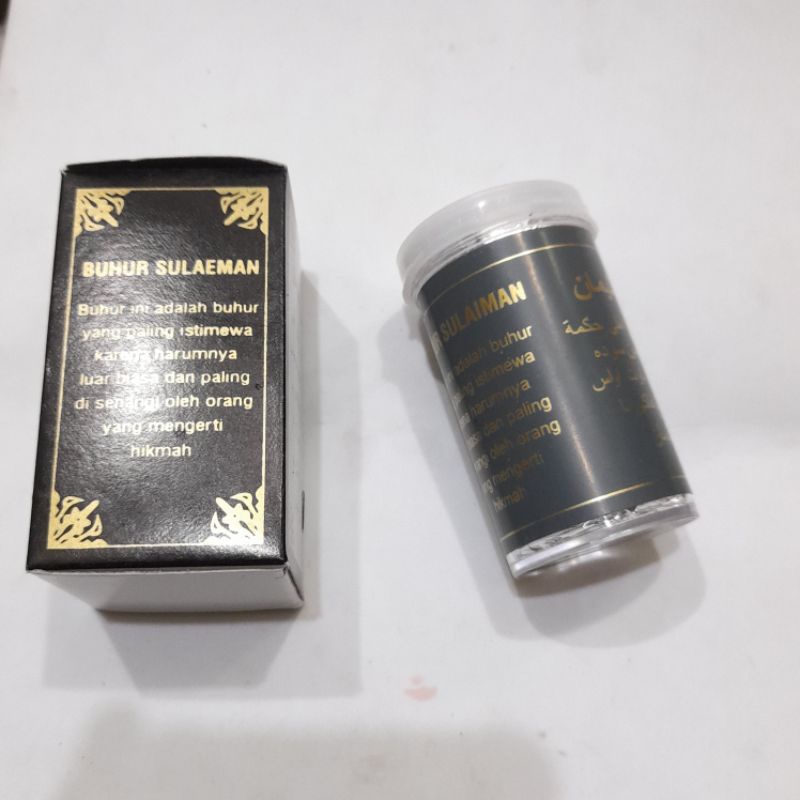 BUHUR SULAEMAN
Buhur ini adalah buhur
yang paling istimewa
karena harumnya
luar biasa dan paling
di senangi oleh orang
yang mengerti
hikmah
SULAIMAN
adalah buhur
istimewa
harumnya
dan paling
oleh orang
mengerti
hikmah
حكمة